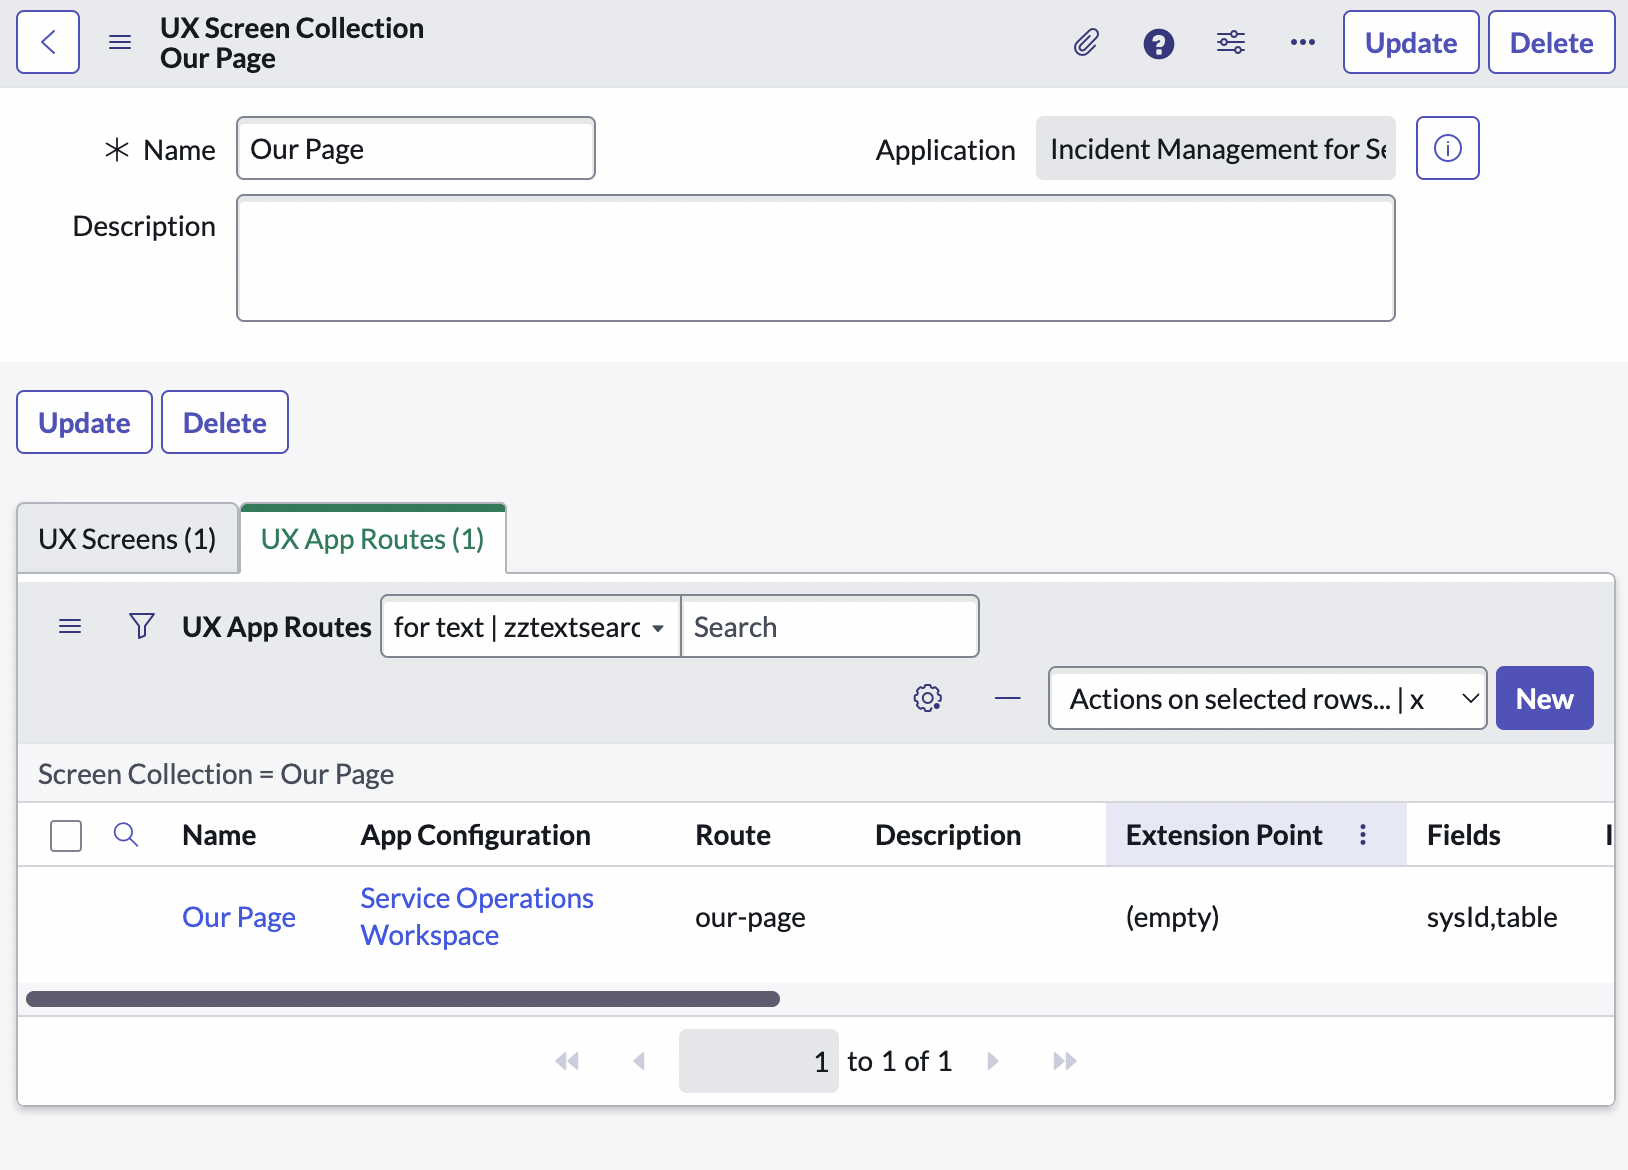 UX Screen Collection
Our Page
Update
Delete
Name
Our Page
Application
Incident Management for Se
Description
Update
Delete
UX Screens (1)
UX App Routes (1)
UX App Routes
for text | zztextsearc
Search
Actions on selected rows... | x
New
Screen Collection = Our Page
Name
App Configuration
Route
Description
Extension Point
Fields
Our Page
Service Operations
Workspace
our-page
(empty)
sysId,table
1 to 1 of 1